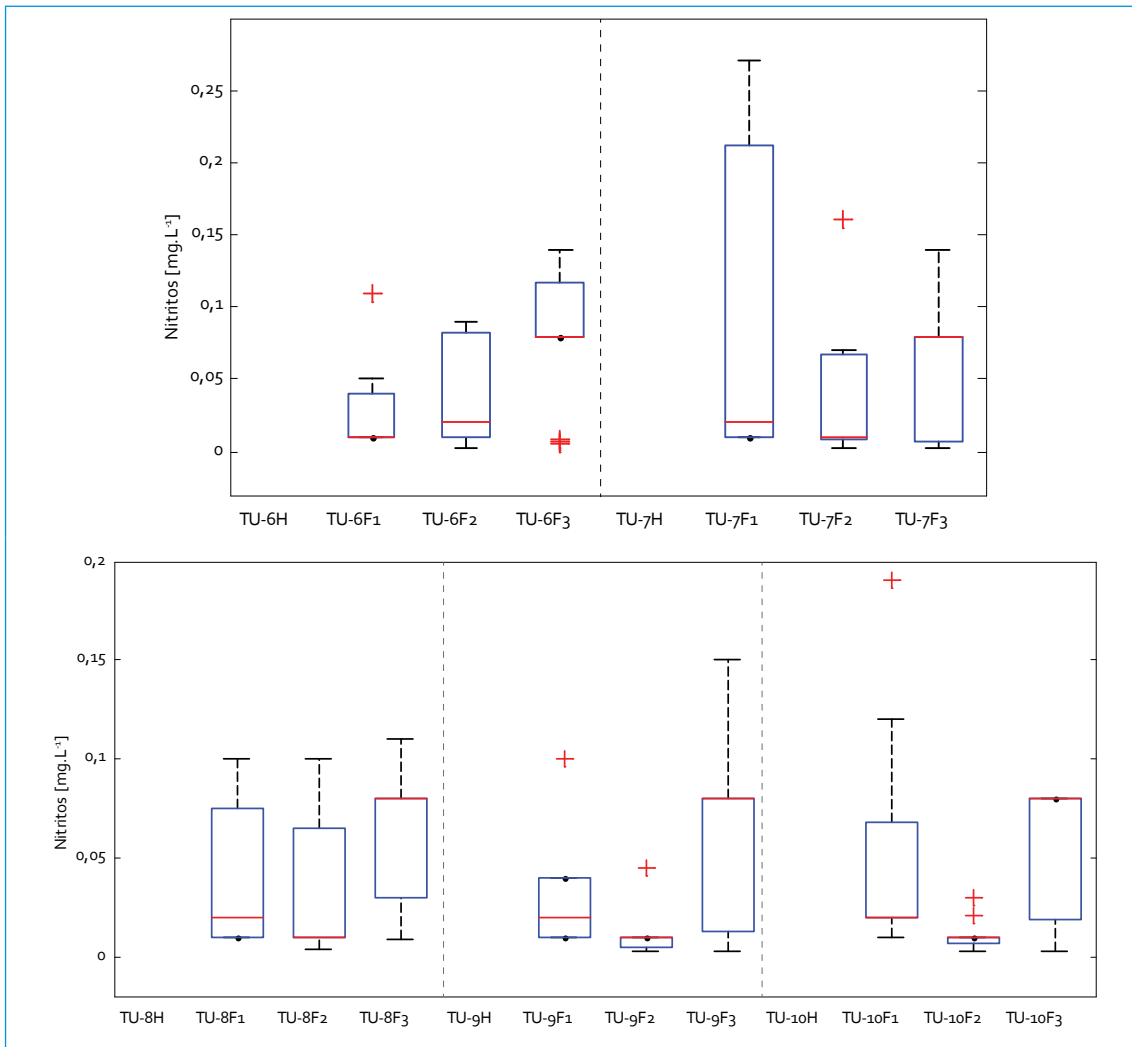 0,25
0,2
0,15
0,1
0,05
0
Nitritos [mg.L⁻¹]
TU-6H TU-6F1 TU-6F2 TU-6F3 TU-7H TU-7F1 TU-7F2 TU-7F3
0,2
0,15
0,1
0,05
0
Nitritos [mg.L⁻¹]
TU-8H TU-8F1 TU-8F2 TU-8F3 TU-9H TU-9F1 TU-9F2 TU-9F3 TU-10H TU-10F1 TU-10F2 TU-10F3